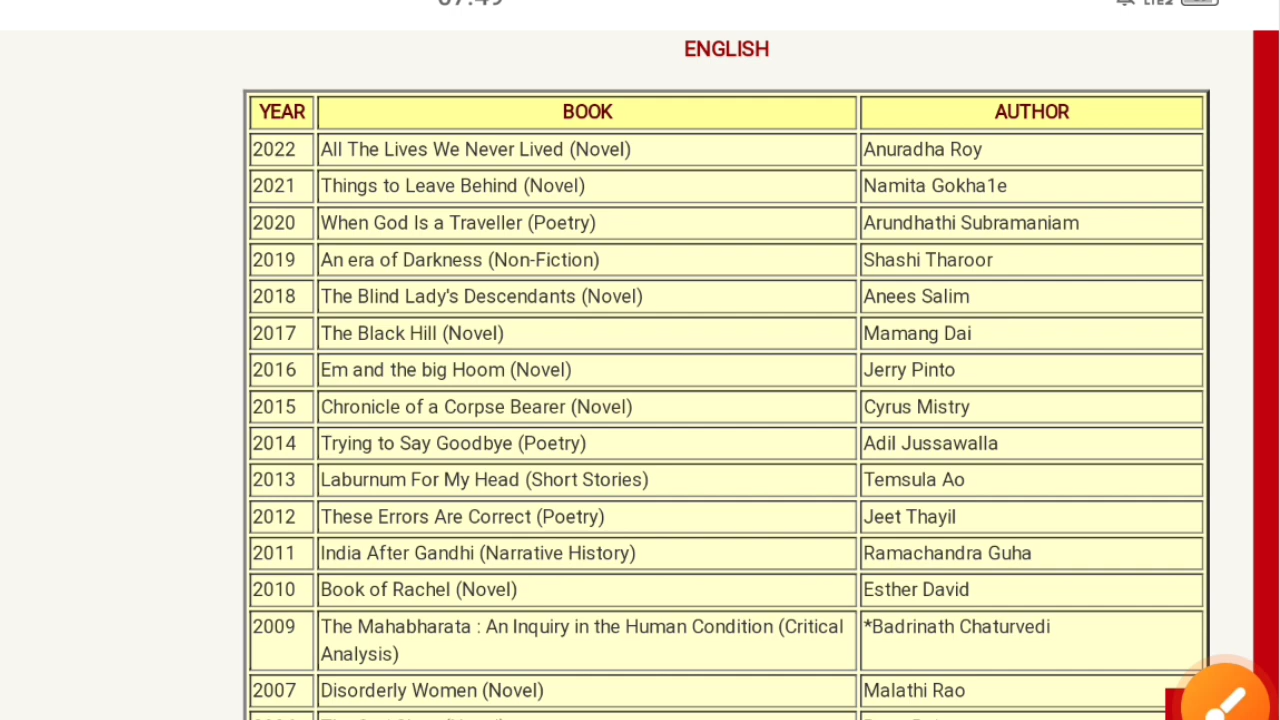 ENGLISH
YEAR BOOK AUTHOR
2022 All The Lives We Never Lived (Novel) Anuradha Roy
2021 Things to Leave Behind (Novel) Namita Gokha1e
2020 When God Is a Traveller (Poetry) Arundhathi Subramaniam
2019 An era of Darkness (Non-Fiction) Shashi Tharoor
2018 The Blind Lady's Descendants (Novel) Anees Salim
2017 The Black Hill (Novel) Mamang Dai
2016 Em and the big Hoom (Novel) Jerry Pinto
2015 Chronicle of a Corpse Bearer (Novel) Cyrus Mistry
2014 Trying to Say Goodbye (Poetry) Adil Jussawalla
2013 Laburnum For My Head (Short Stories) Temsula Ao
2012 These Errors Are Correct (Poetry) Jeet Thayil
2011 India After Gandhi (Narrative History) Ramachandra Guha
2010 Book of Rachel (Novel) Esther David
2009 The Mahabharata : An Inquiry in the Human Condition (Critical *Badrinath Chaturvedi
Analysis)
2007 Disorderly Women (Novel) Malathi Rao